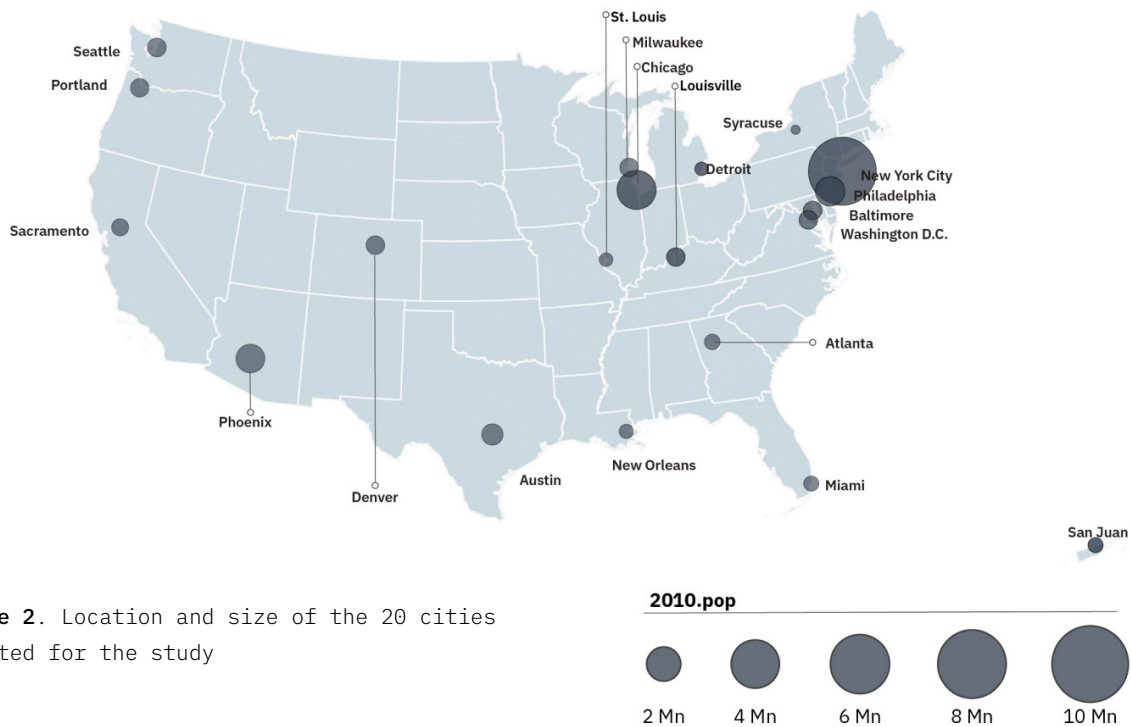 St. Louis
Milwaukee
Chicago
Louisville
Seattle
Portland
Syracuse
Detroit
New York City
Philadelphia
Baltimore
Washington D.C.
Sacramento
Atlanta
Phoenix
New Orleans
Austin
Miami
Denver
San Juan
2010.pop
e 2. Location and size of the 20 cities
ted for the study
2 Mn 4 Mn 6 Mn 8 Mn 10 Mn